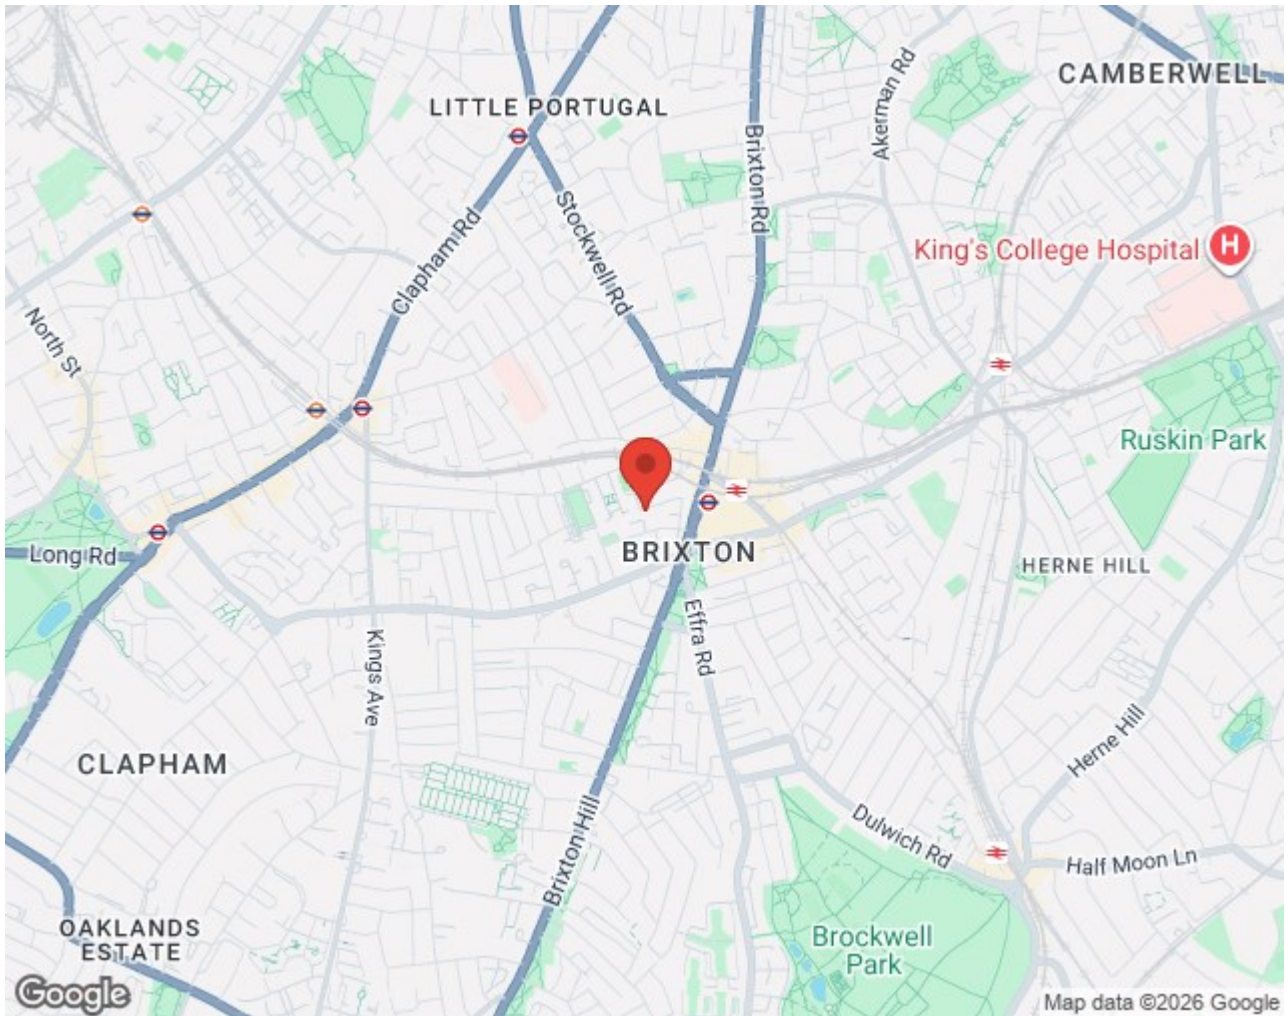 CAMBERWELL
LITTLE PORTUGAL
Akerman Rd
Brixton Rd
Stockwell Rd
Clapham Rd
King's College Hospital
H
North St
Ruskin Park
Long Rd
BRIXTON
HERNE HILL
Effra Rd
Kings Ave
Herne Hill
CLAPHAM
Brixton Hill
Dulwich Rd
Half Moon Ln
OAKLANDS
ESTATE
Brockwell
Park
Google
Map data ©2026 Google